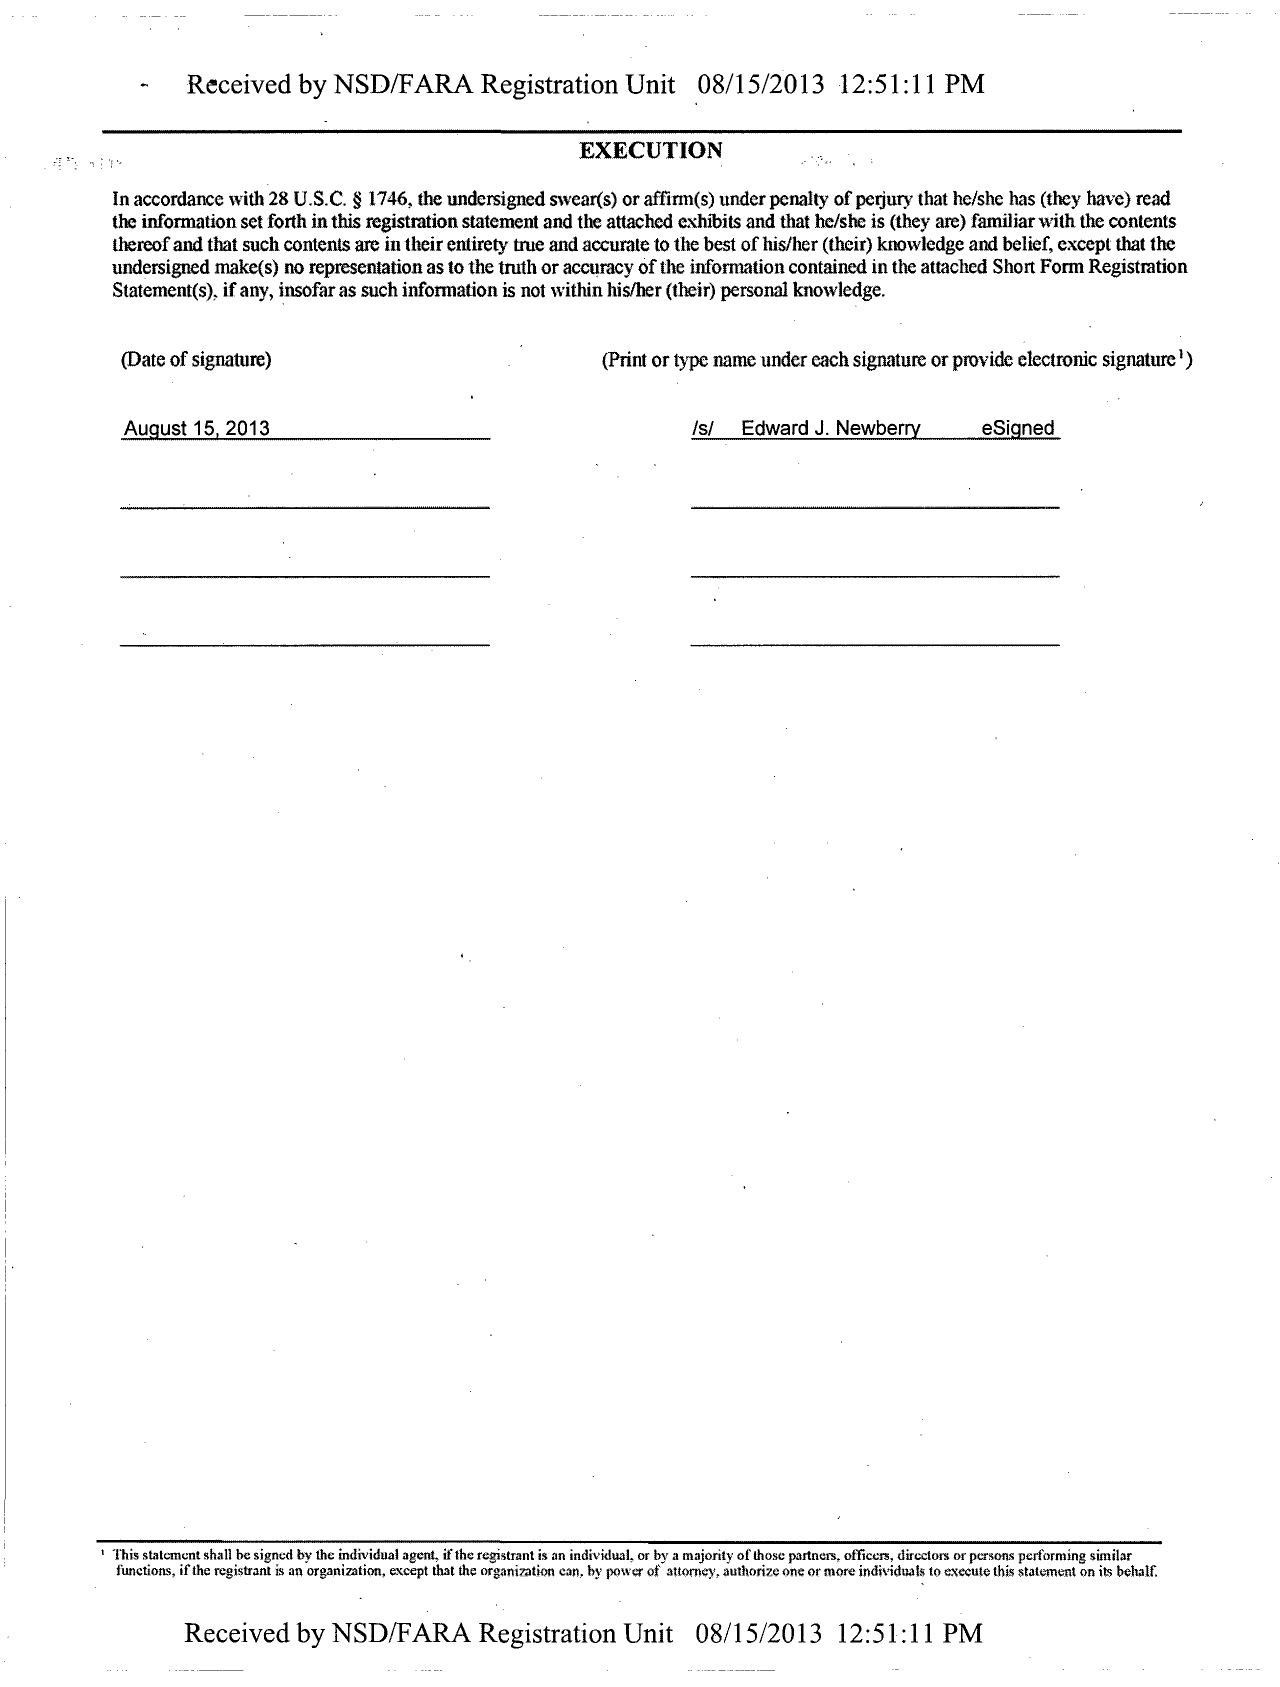 Received by NSD/FARA Registration Unit 08/15/2013 12:51:11 PM
EXECUTION
In accordance with 28 U.S.C. § 1746, the undersigned swear(s) or affirm(s) under penalty of perjury that he/she has (they have) read
the information set forth in this registration statement and the attached exhibits and that he/she is (they are) familiar with the contents
thereof and that such contents are in their entirety true and accurate to the best of his/her (their) knowledge and belief, except that the
undersigned make(s) no representation as to the truth or accuracy of the information contained in the attached Short Form Registration
Statement(s), if any, insofar as such information is not within his/her (their) personal knowledge.
(Date of signature) (Print or type name under each signature or provide electronic signature¹)
August 15, 2013 /s/ Edward J. Newberry eSigned
¹ This statement shall be signed by the individual agent, if the registrant is an individual, or by a majority of those partners, officers, directors or persons performing similar
functions, if the registrant is an organization, except that the organization can, by power of attorney, authorize one or more individuals to execute this statement on its behalf.
Received by NSD/FARA Registration Unit 08/15/2013 12:51:11 PM